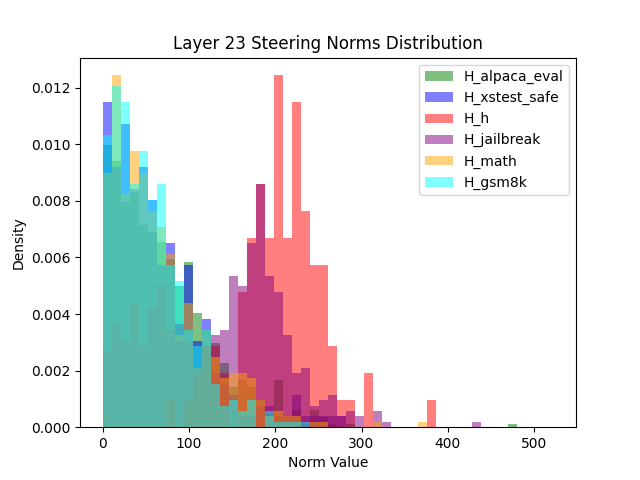 Layer 23 Steering Norms Distribution
Density
0.012
0.010
0.008
0.006
0.004
0.002
0.000
H_alpaca_eval
H_xstest_safe
H_h
H_jailbreak
H_math
H_gsm8k
0 100 200 300 400 500
Norm Value